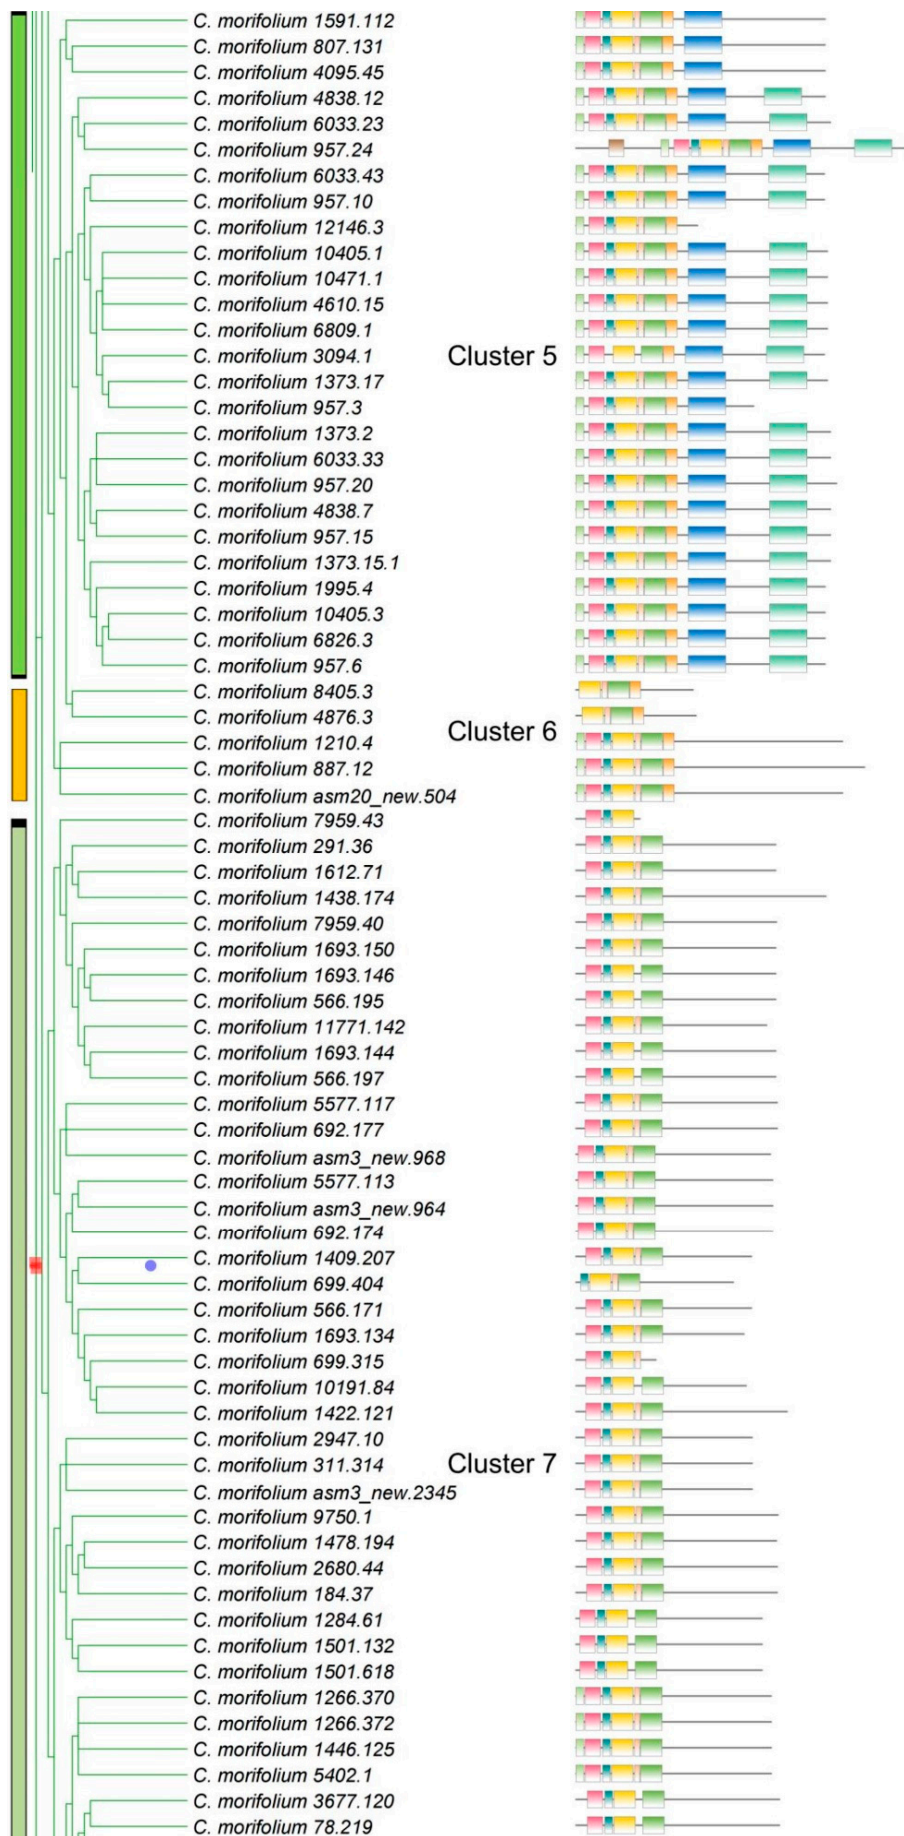 C. morifolium 1591.112
C. morifolium 807.131
C. morifolium 4095.45
C. morifolium 4838.12
C. morifolium 6033.23
C. morifolium 957.24
C. morifolium 6033.43
C. morifolium 957.10
C. morifolium 12146.3
C. morifolium 10405.1
C. morifolium 10471.1
C. morifolium 4610.15
C. morifolium 6809.1
C. morifolium 3094.1
Cluster 5
C. morifolium 1373.17
C. morifolium 957.3
C. morifolium 1373.2
C. morifolium 6033.33
C. morifolium 957.20
C. morifolium 4838.7
C. morifolium 957.15
C. morifolium 1373.15.1
C. morifolium 1995.4
C. morifolium 10405.3
C. morifolium 6826.3
C. morifolium 957.6
C. morifolium 8405.3
C. morifolium 4876.3
Cluster 6
C. morifolium 1210.4
C. morifolium 887.12
C. morifolium asm20_new.504
C. morifolium 7959.43
C. morifolium 291.36
C. morifolium 1612.71
C. morifolium 1438.174
C. morifolium 7959.40
C. morifolium 1693.150
C. morifolium 1693.146
C. morifolium 566.195
C. morifolium 11771.142
C. morifolium 1693.144
C. morifolium 566.197
C. morifolium 5577.117
C. morifolium 692.177
C. morifolium asm3_new.968
C. morifolium 5577.113
C. morifolium asm3_new.964
C. morifolium 692.174
C. morifolium 1409.207
C. morifolium 699.404
C. morifolium 566.171
C. morifolium 1693.134
C. morifolium 699.315
C. morifolium 10191.84
C. morifolium 1422.121
C. morifolium 2947.10
C. morifolium 311.314
Cluster 7
C. morifolium asm3_new.2345
C. morifolium 9750.1
C. morifolium 1478.194
C. morifolium 2680.44
C. morifolium 184.37
C. morifolium 1284.61
C. morifolium 1501.132
C. morifolium 1501.618
C. morifolium 1266.370
C. morifolium 1266.372
C. morifolium 1446.125
C. morifolium 5402.1
C. morifolium 3677.120
C. morifolium 78.219